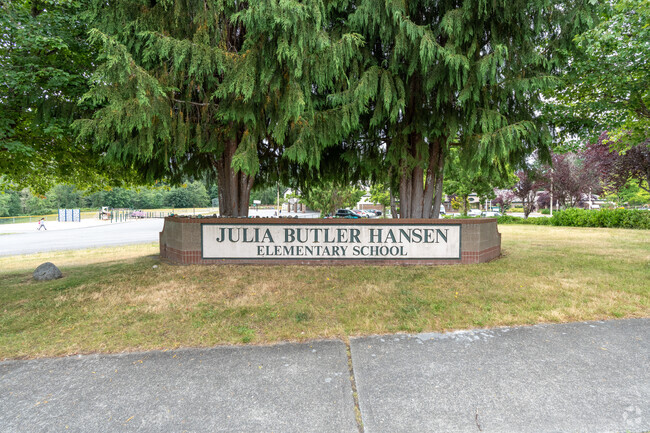 JULIA BUTLER HANSEN
ELEMENTARY SCHOOL